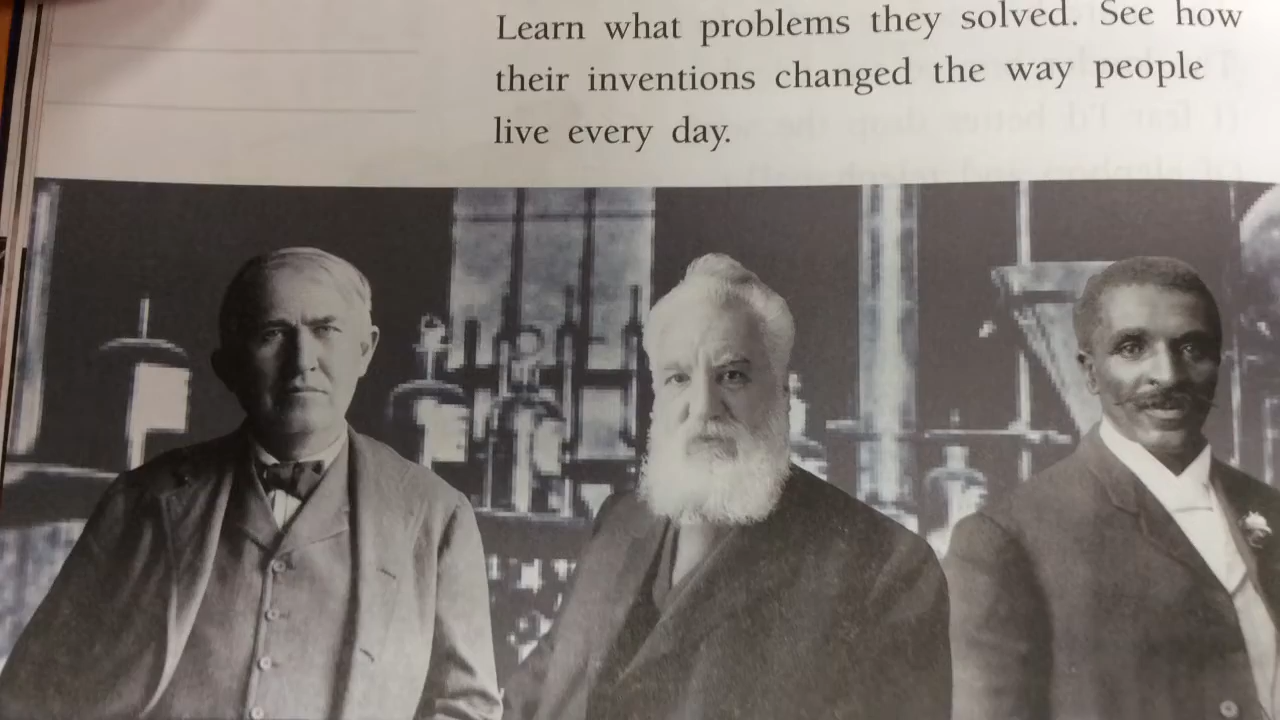 Learn what problems they solved. See how
their inventions changed the way people
live every day.